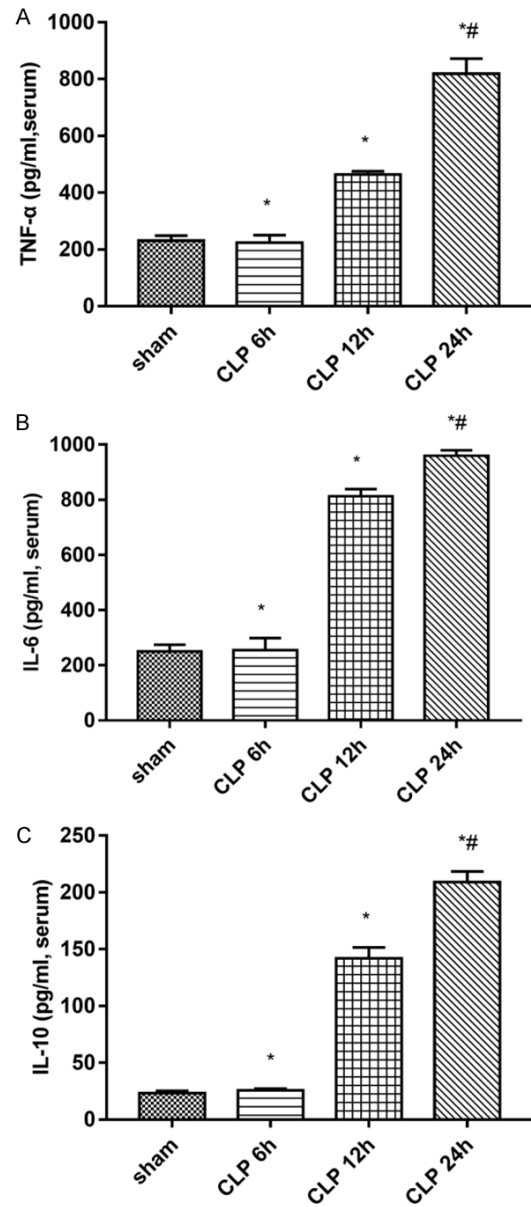 A
TNF-α (pg/ml,serum)
1000
800
600
400
200
0
*
*
*#
sham
CLP 6h
CLP 12h
CLP 24h
B
IL-6 (pg/ml, serum)
1000
800
600
400
200
0
*
*
*#
sham
CLP 6h
CLP 12h
CLP 24h
C
IL-10 (pg/ml, serum)
250
200
150
100
50
0
*
*
*#
sham
CLP 6h
CLP 12h
CLP 24h